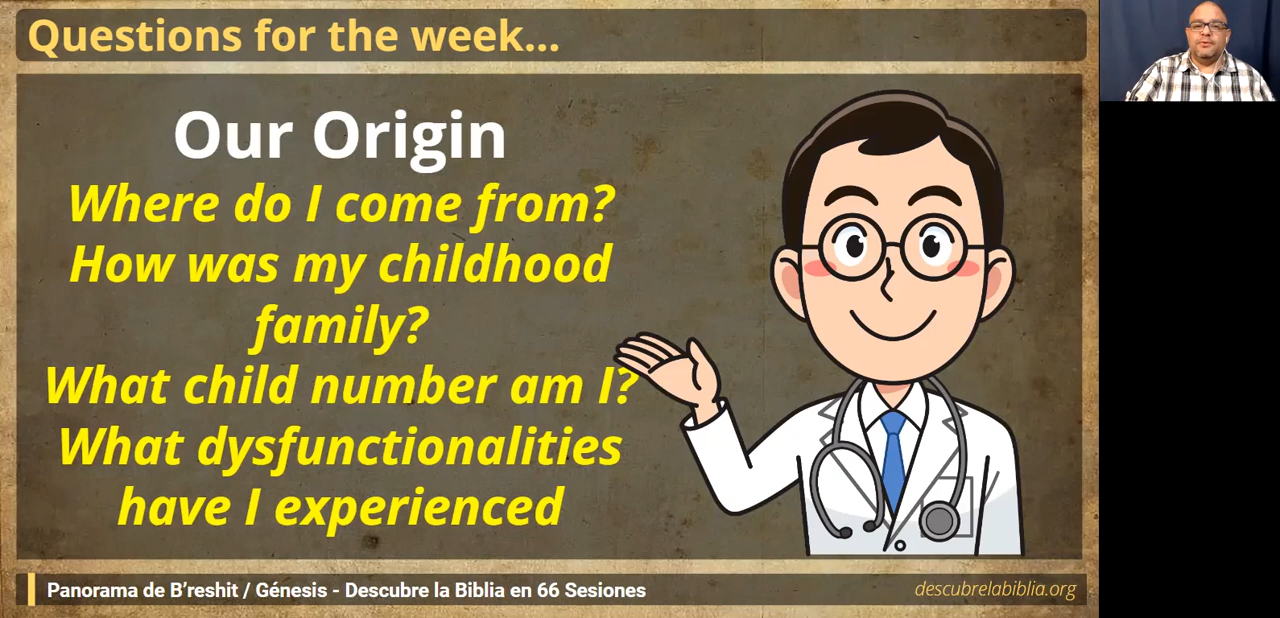 Questions for the week...
Our Origin
Where do I come from?
How was my childhood
family?
What child number am I?
What dysfunctionalities
have I experienced
Panorama de B’reshit / Génesis - Descubre la Biblia en 66 Sesiones
descubrelabiblia.org